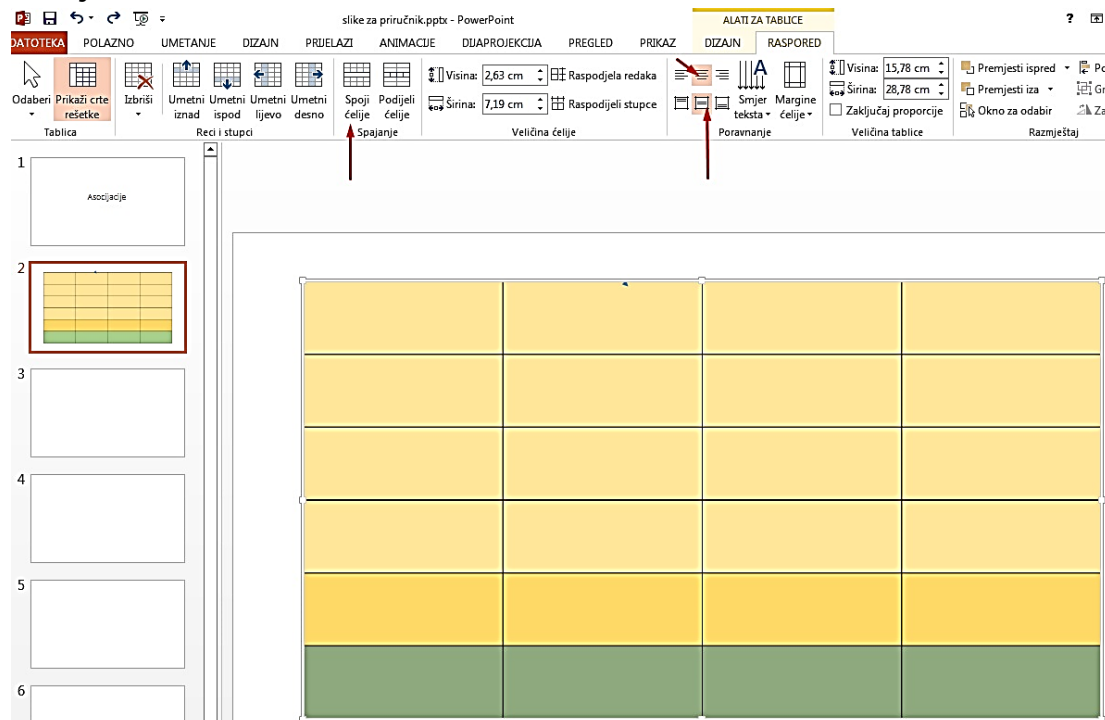 slike za priručnik.pptx - PowerPoint
ALATI ZA TABLICE
?
DATOTEKA POLAZNO UMETANJE DIZAJN PRIJELAZI ANIMACIJE DIJAPROJEKCIJA PREGLED PRIKAZ DIZAJN RASPORED
Odaberi Prikaži crte rešetke
Izbriši
Umetni iznad Umetni ispod Umetni lijevo Umetni desno
Spoji ćelije Podijeli ćelije
Visina: 2,63 cm Raspodjela redaka
Širina: 7,19 cm Raspodijeli stupce
Smjer teksta Margine ćelije
Visina: 15,78 cm
Širina: 28,78 cm
Zaključaj proporcije
Premjesti ispred
Premjesti iza
Okno za odabir
Po
Gr
Za
Tablica Reci i stupci Spajanje Veličina ćelije Poravnanje Veličina tablice Razmještaj
1
Asocijacije
2
3
4
5
6